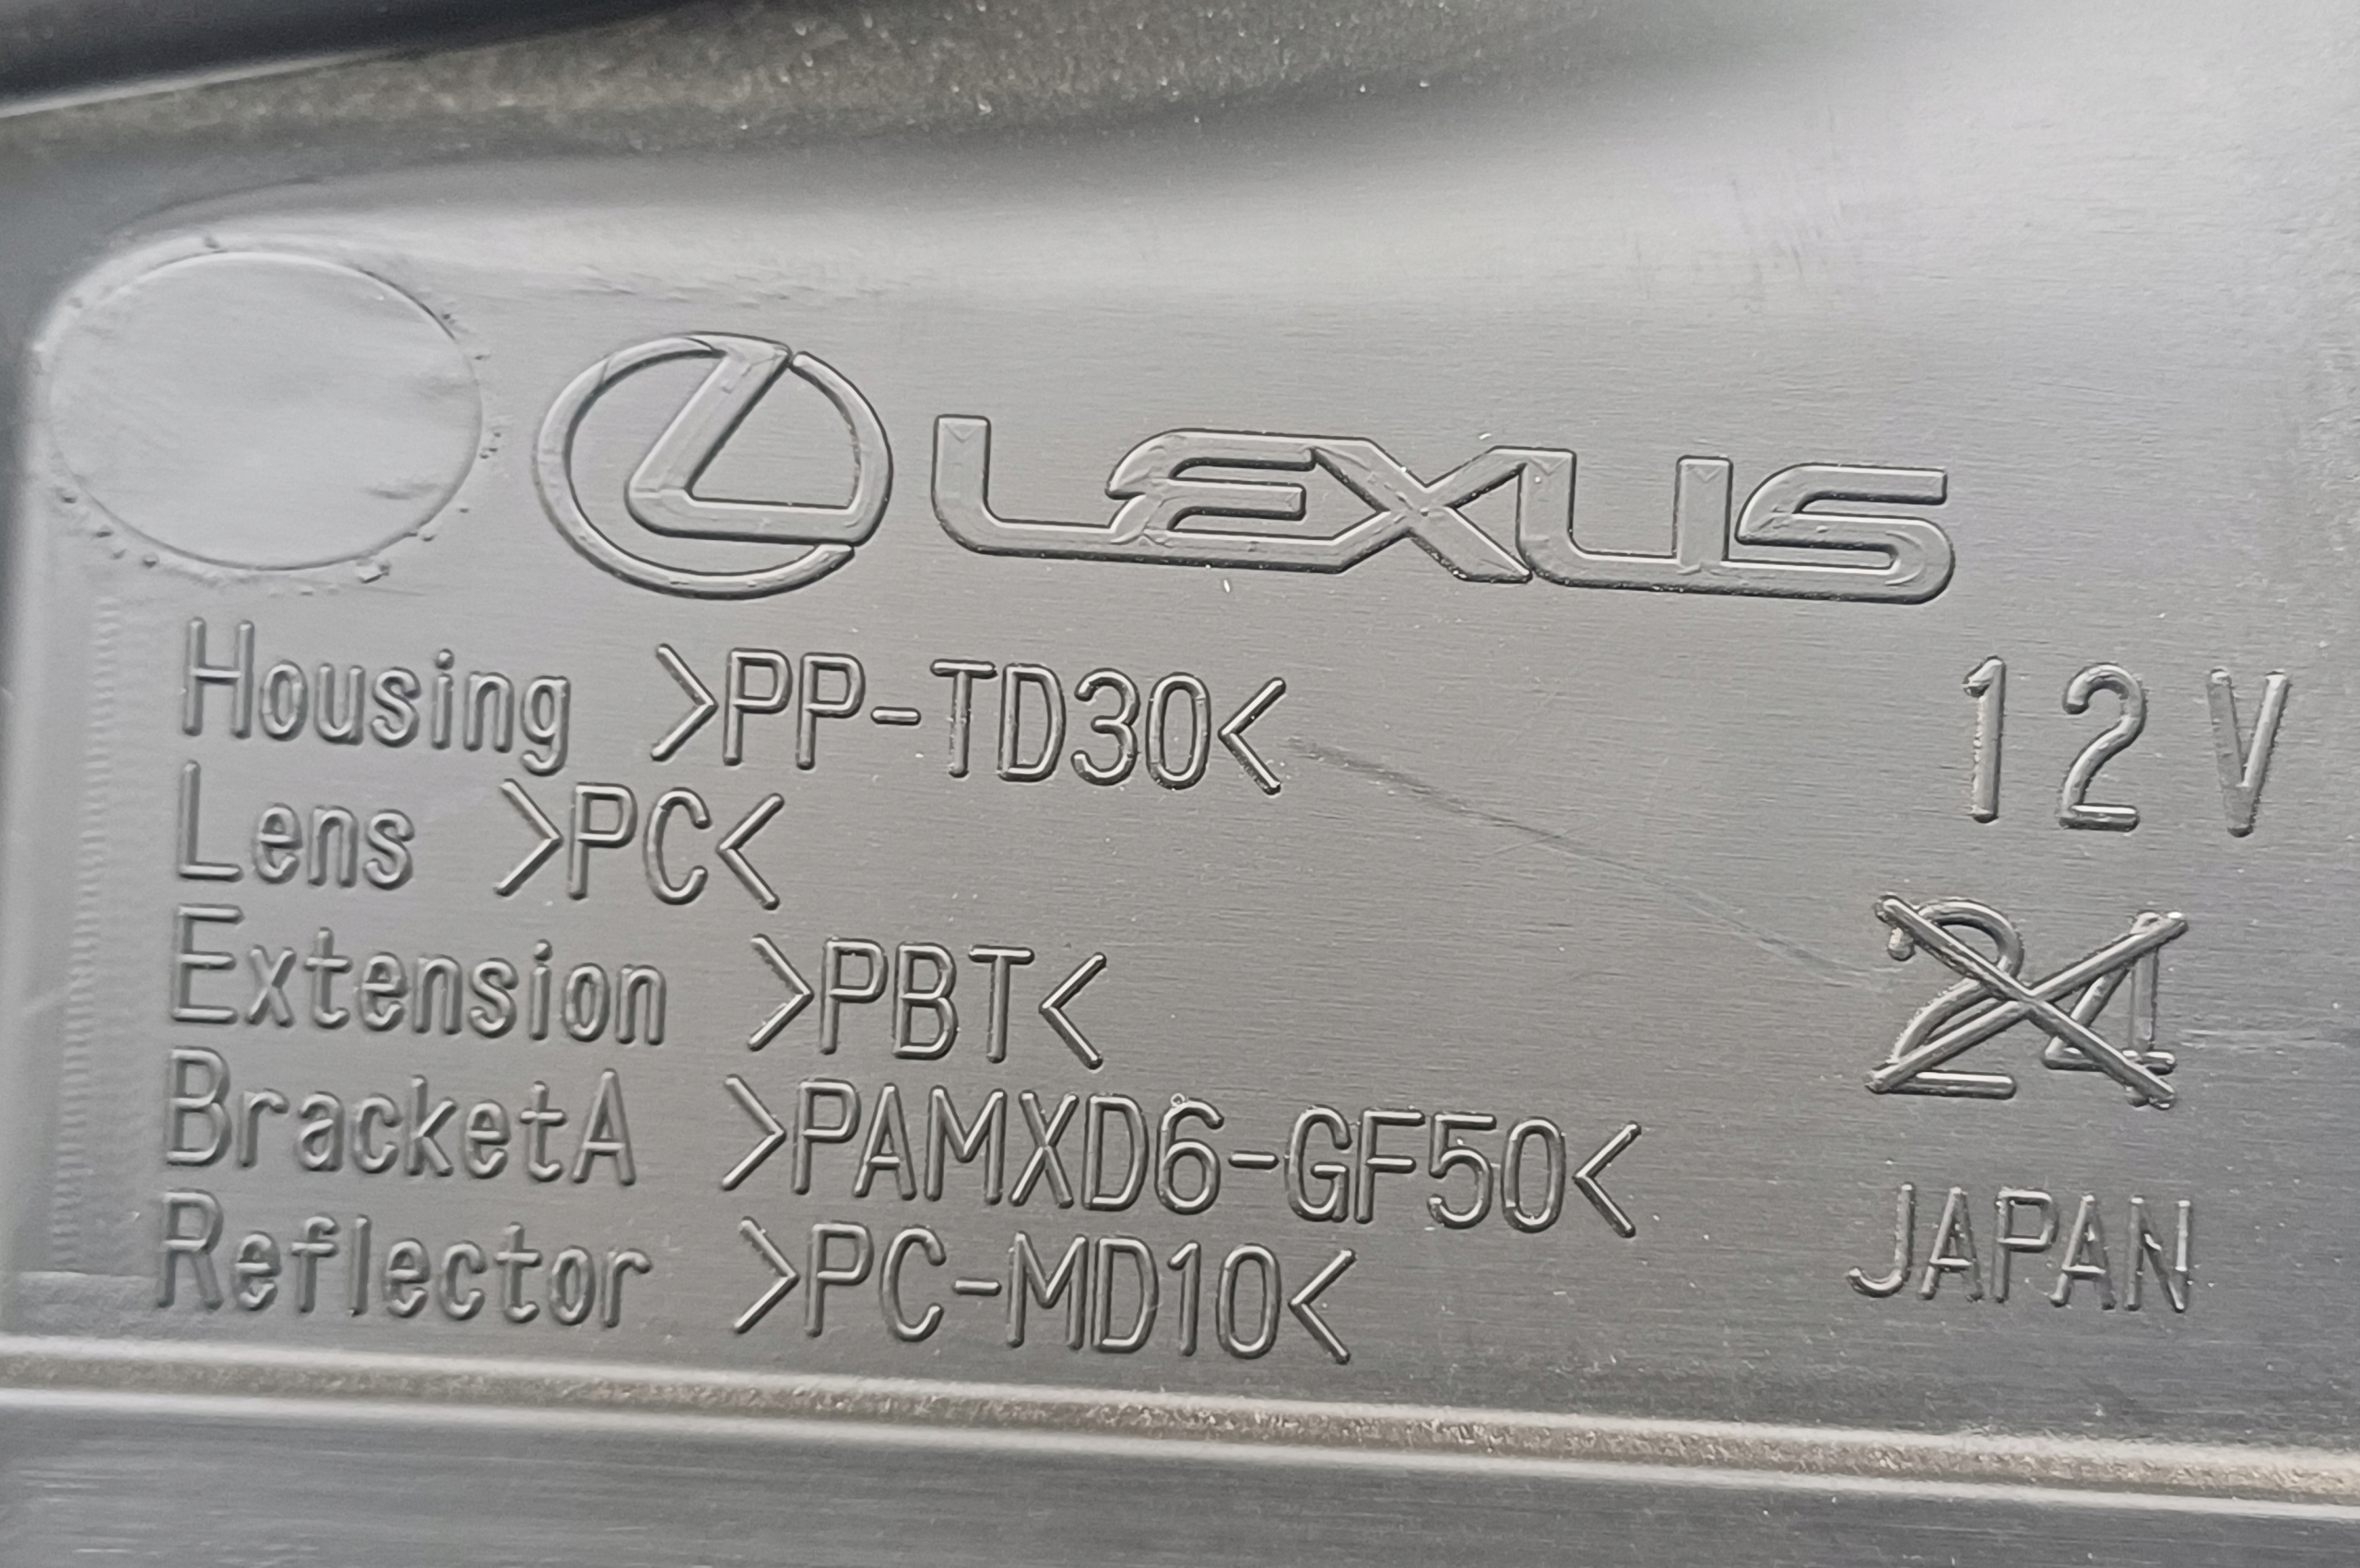 LEXUS
Housing >PP-TD30<
12V
Lens >PC<
24
Extension >PBT<
BracketA >PAMXD6-GF50<
JAPAN
Reflector >PC-MD10<